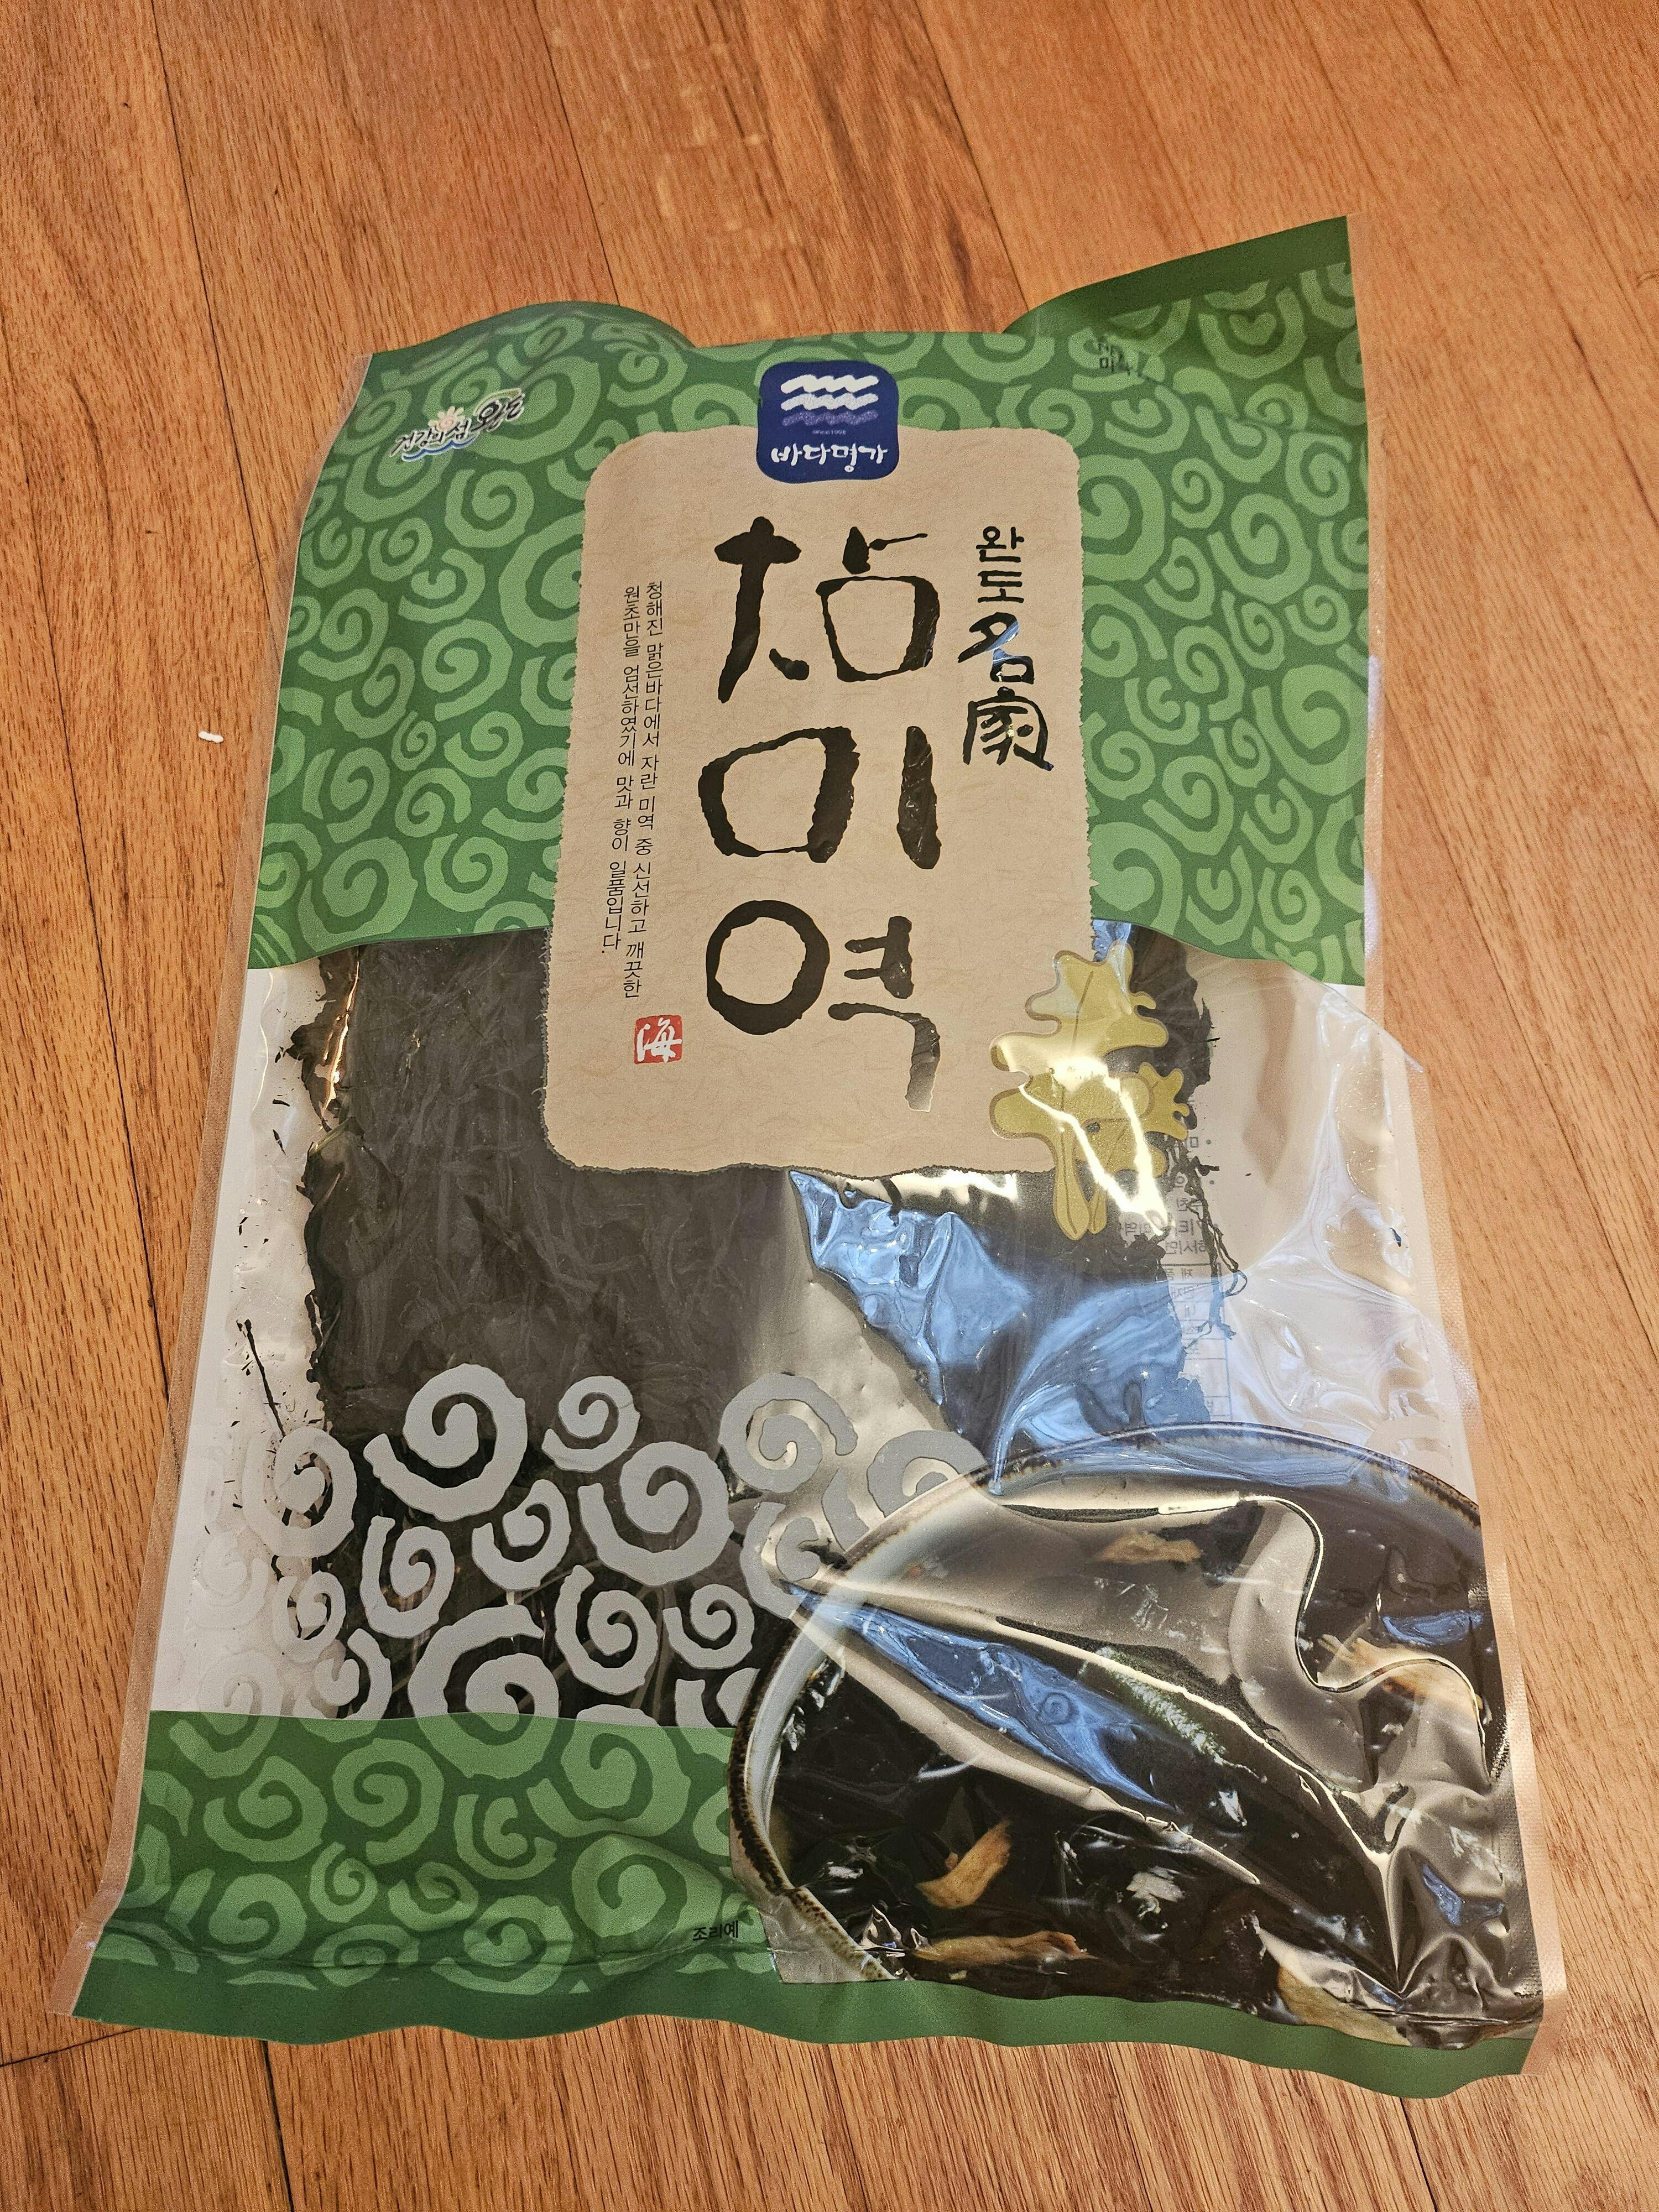 건강의 섬 완도
바다명가
완도名家
참미역
청해진 맑은바다에서 자란 미역 중 신선하고 깨끗한
원초만을 엄선하였기에 맛과 향이 일품입니다.
海
조리예